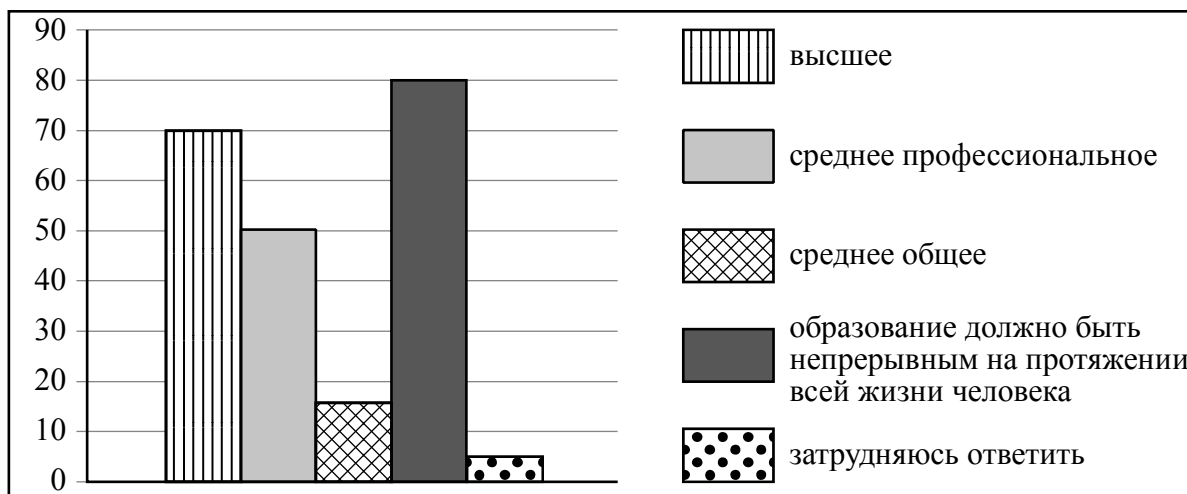 90
80
70
60
50
40
30
20
10
0
высшее
среднее профессиональное
среднее общее
образование должно быть
непрерывным на протяжении
всей жизни человека
затрудняюсь ответить